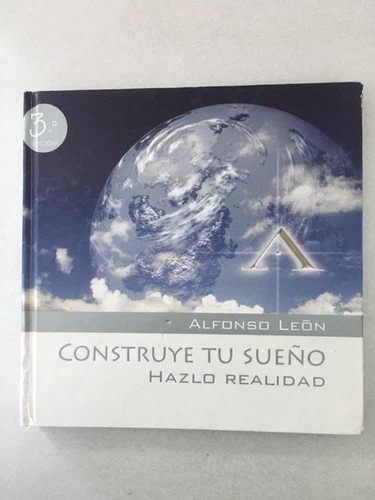 3.a
ALFONSO LEÓN
CONSTRUYE TU SUEÑO
HAZLO REALIDAD